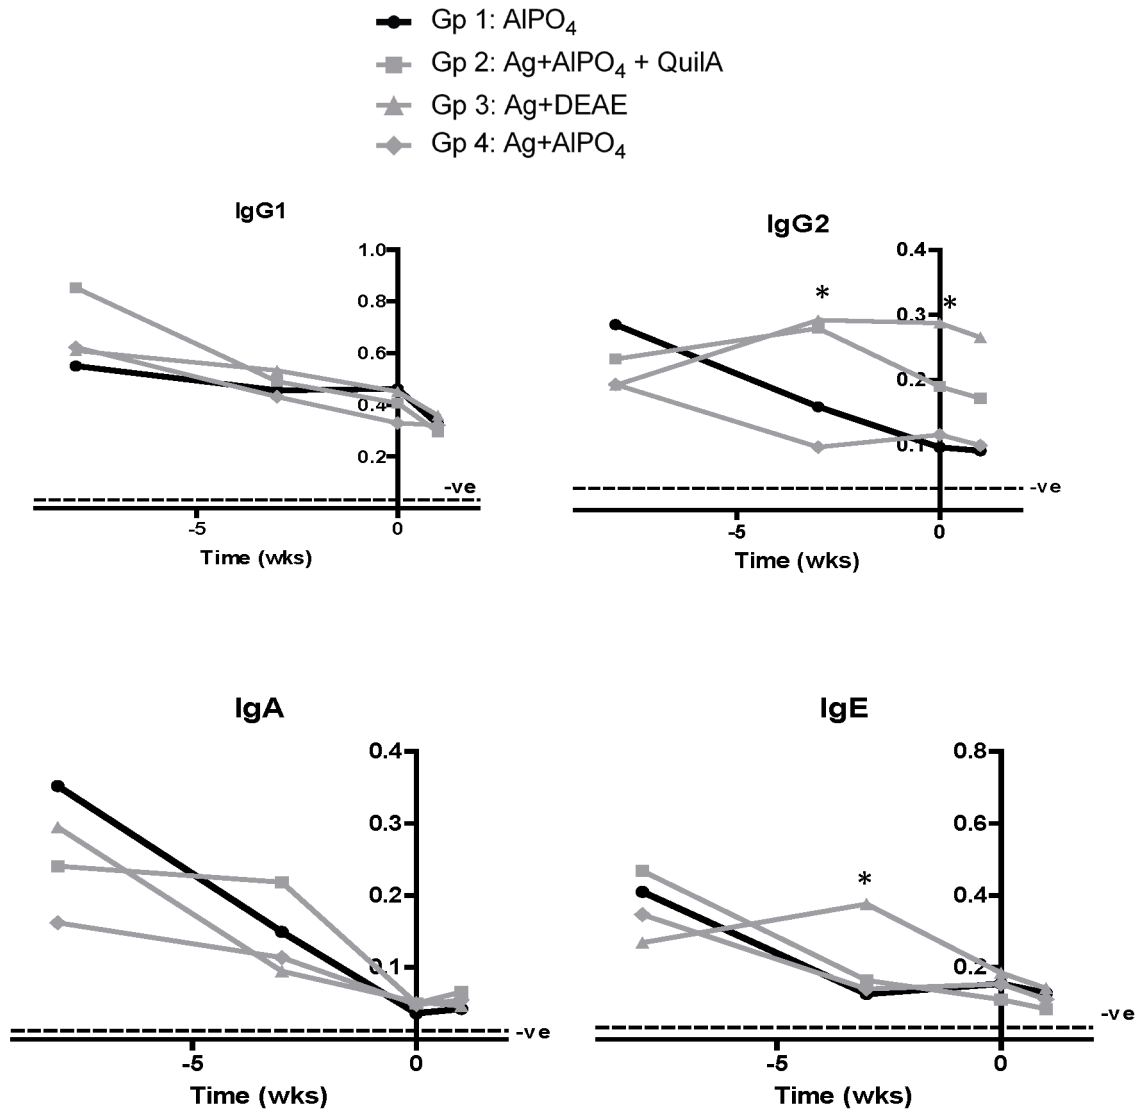 Gp 1: AlPO4
Gp 2: Ag+AlPO4 + QuilA
Gp 3: Ag+DEAE
Gp 4: Ag+AlPO4
IgG1
1.0
0.8
0.6
0.4
0.2
-ve
-5
0
Time (wks)
IgG2
0.4
*
*
0.3
0.2
0.1
-ve
-5
0
Time (wks)
IgA
0.4
0.3
0.2
0.1
-ve
-5
0
Time (wks)
IgE
0.8
0.6
*
0.4
0.2
-ve
-5
0
Time (wks)